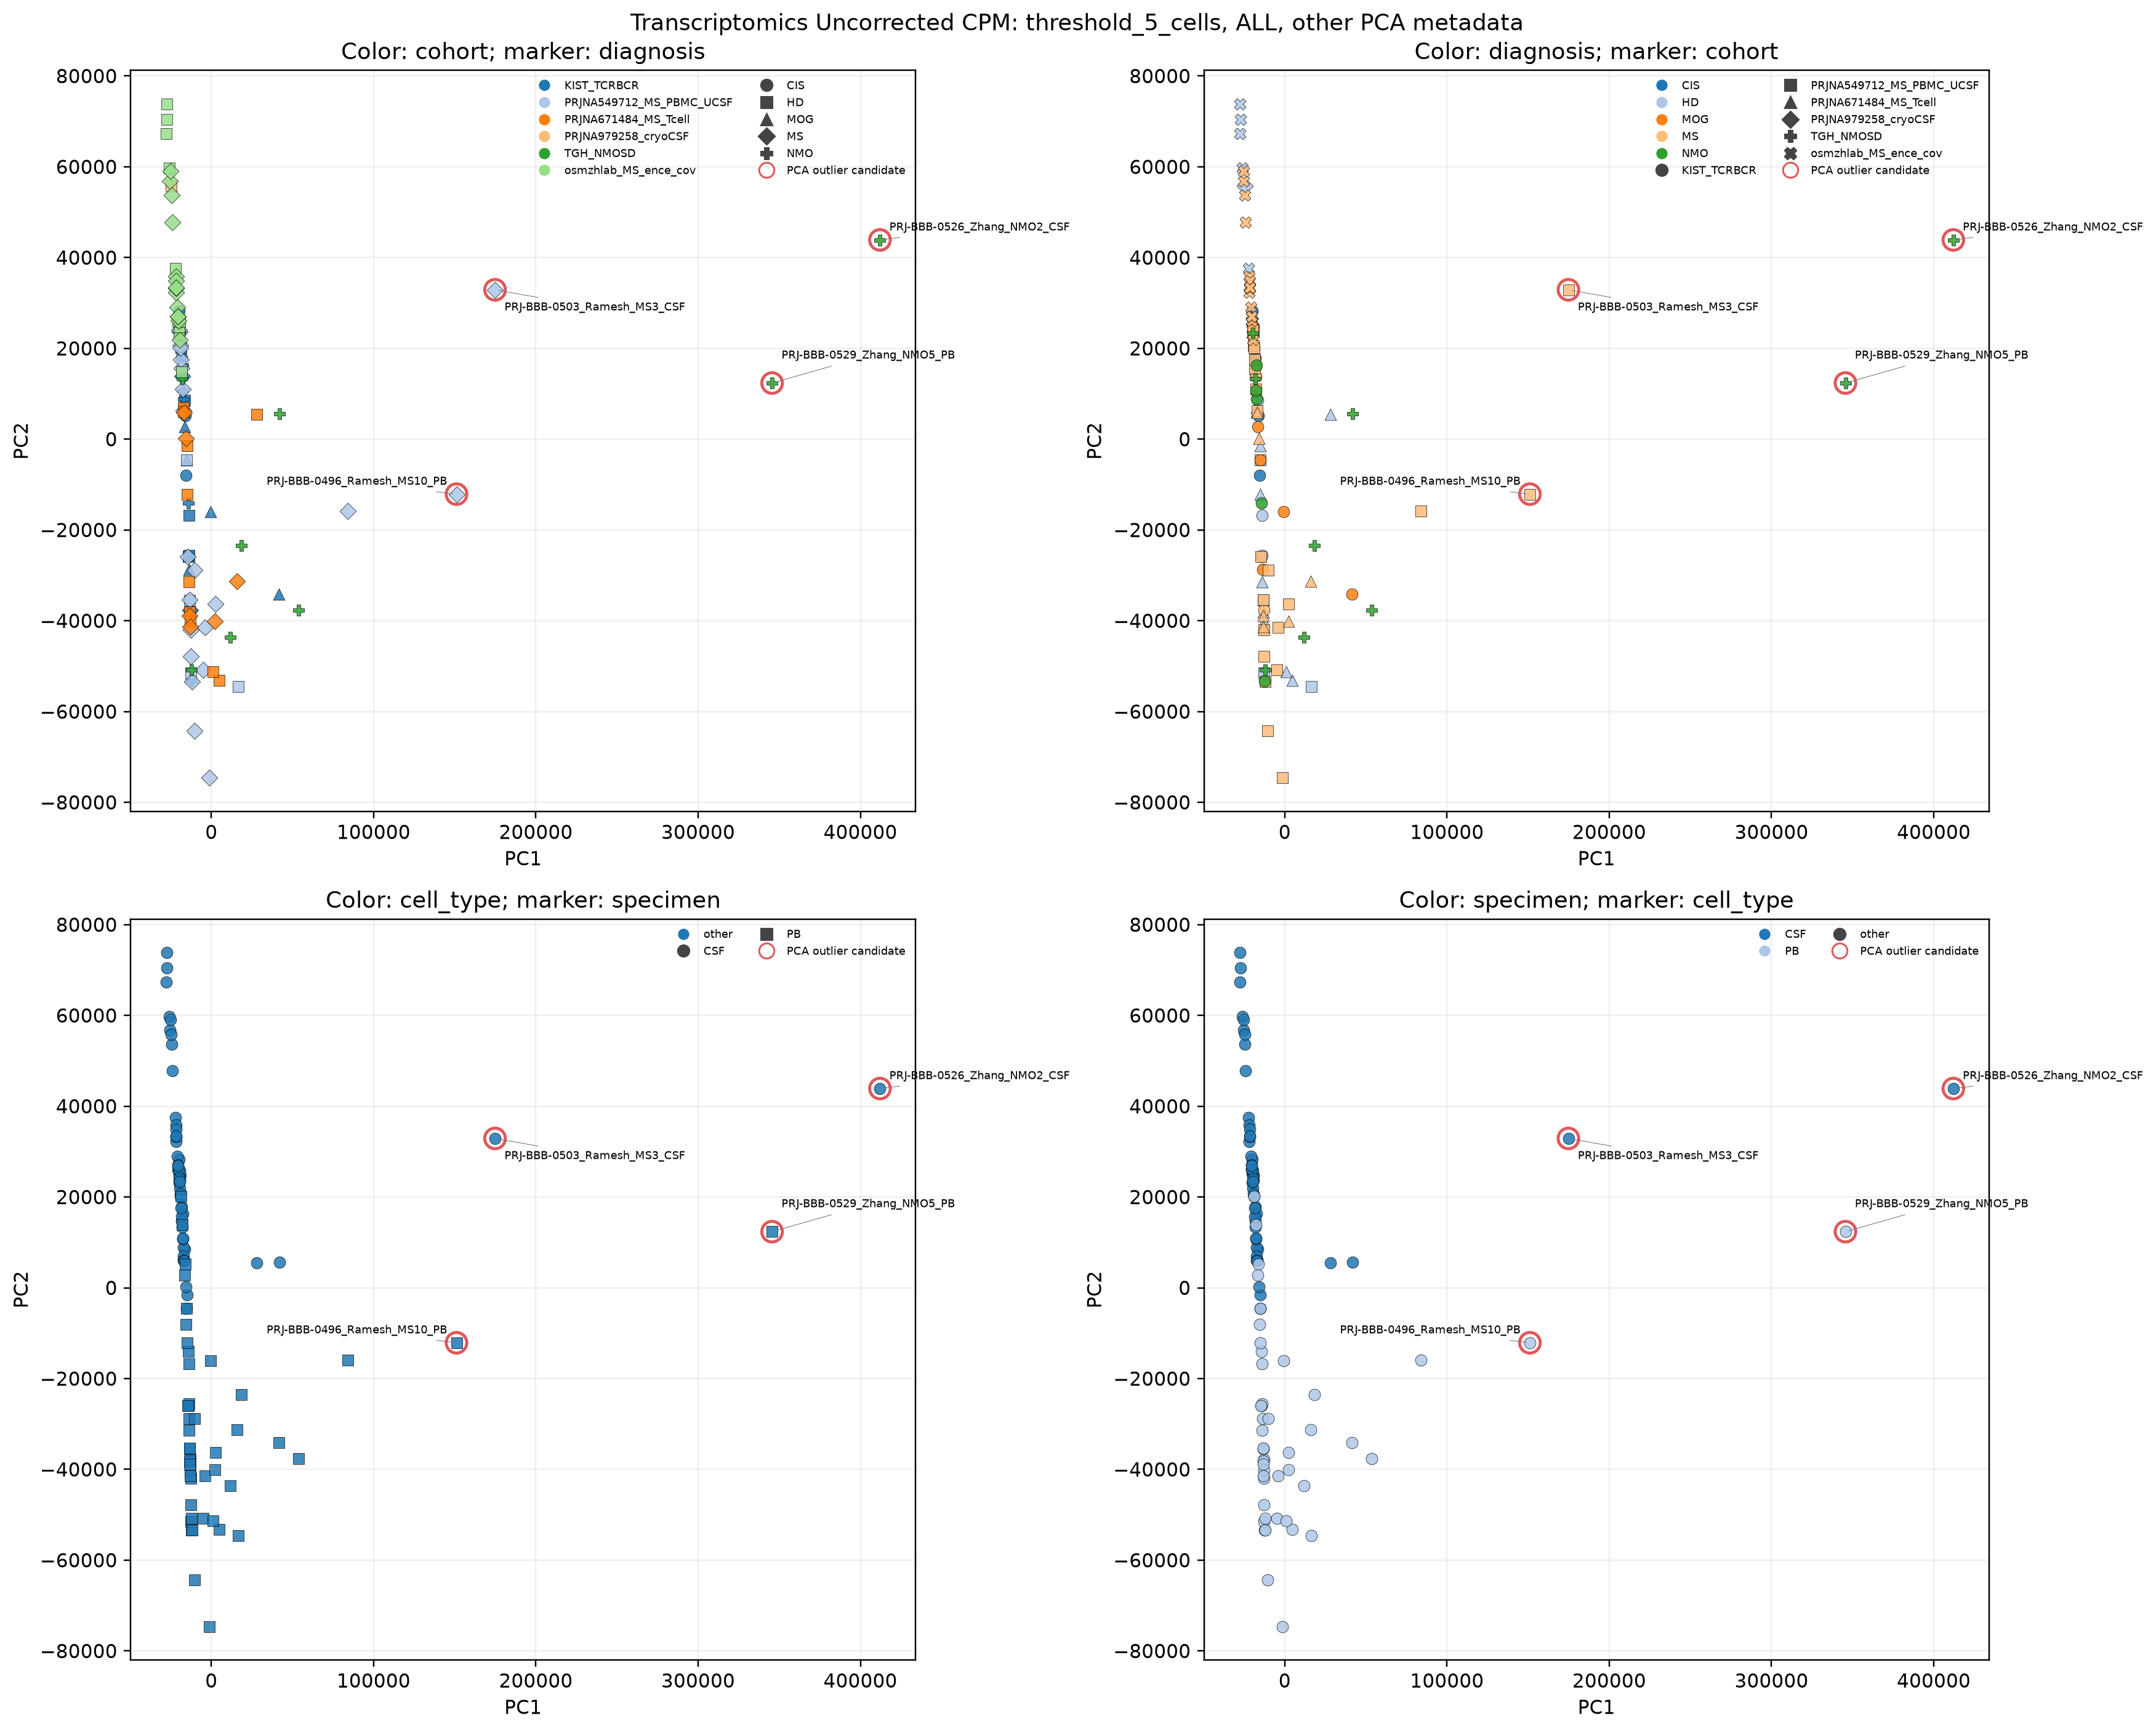 Transcriptomics Uncorrected CPM: threshold_5_cells, ALL, other PCA metadata
Color: cohort; marker: diagnosis
KIST_TCRBCR
PRJNA549712_MS_PBMC_UCSF
PRJNA671484_MS_Tcell
PRJNA979258_cryoCSF
TGH_NMOSD
osmzhlab_MS_ence_cov
CIS
HD
MOG
MS
NMO
PCA outlier candidate
PRJ-BBB-0526_Zhang_NMO2_CSF
PRJ-BBB-0503_Ramesh_MS3_CSF
PRJ-BBB-0529_Zhang_NMO5_PB
PRJ-BBB-0496_Ramesh_MS10_PB
80000
60000
40000
20000
0
−20000
−40000
−60000
−80000
PC2
0
100000
200000
300000
400000
PC1
Color: diagnosis; marker: cohort
CIS
HD
MOG
MS
NMO
KIST_TCRBCR
PRJNA549712_MS_PBMC_UCSF
PRJNA671484_MS_Tcell
PRJNA979258_cryoCSF
TGH_NMOSD
osmzhlab_MS_ence_cov
PCA outlier candidate
PRJ-BBB-0526_Zhang_NMO2_CSF
PRJ-BBB-0503_Ramesh_MS3_CSF
PRJ-BBB-0529_Zhang_NMO5_PB
PRJ-BBB-0496_Ramesh_MS10_PB
80000
60000
40000
20000
0
−20000
−40000
−60000
−80000
PC2
0
100000
200000
300000
400000
PC1
Color: cell_type; marker: specimen
other
CSF
PB
PCA outlier candidate
PRJ-BBB-0526_Zhang_NMO2_CSF
PRJ-BBB-0503_Ramesh_MS3_CSF
PRJ-BBB-0529_Zhang_NMO5_PB
PRJ-BBB-0496_Ramesh_MS10_PB
80000
60000
40000
20000
0
−20000
−40000
−60000
−80000
PC2
0
100000
200000
300000
400000
PC1
Color: specimen; marker: cell_type
CSF
PB
other
PCA outlier candidate
PRJ-BBB-0526_Zhang_NMO2_CSF
PRJ-BBB-0503_Ramesh_MS3_CSF
PRJ-BBB-0529_Zhang_NMO5_PB
PRJ-BBB-0496_Ramesh_MS10_PB
80000
60000
40000
20000
0
−20000
−40000
−60000
−80000
PC2
0
100000
200000
300000
400000
PC1